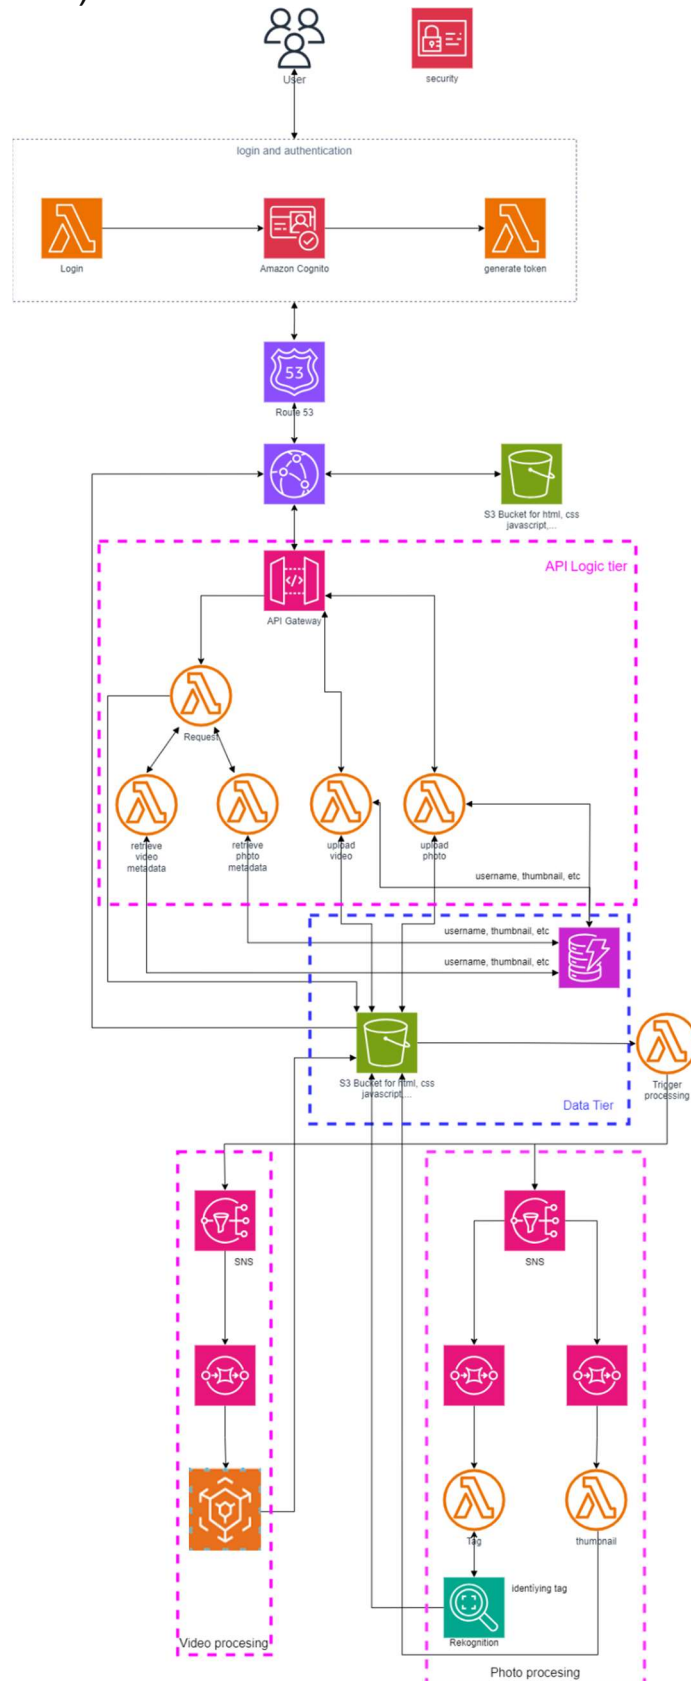 )
User
security
login and authentication
Login
Amazon Cognito
generate token
53
Route 53
S3 Bucket for html, css
javascript,...
API Logic tier
</>
API Gateway
Request
retrieve
video
metadata
retrieve
photo
metadata
upload
video
upload
photo
username, thumbnail, etc
username, thumbnail, etc
username, thumbnail, etc
S3 Bucket for html, css
javascript,...
Trigger
processing
Data Tier
SNS
SNS
Tag
thumbnail
identiying tag
Rekognition
Video procesing
Photo procesing